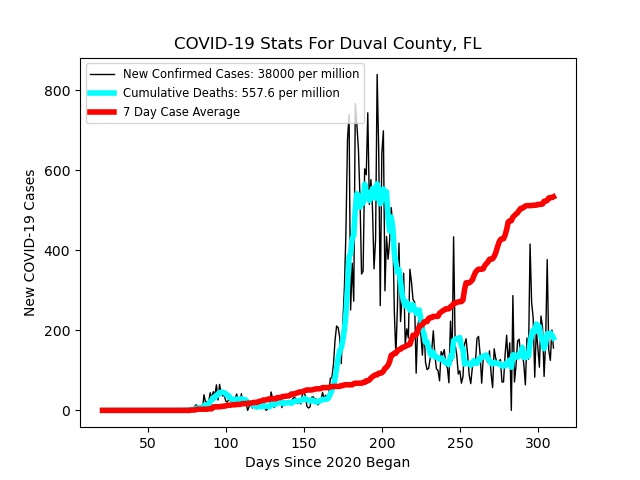 COVID-19 Stats For Duval County, FL
New Confirmed Cases: 38000 per million
Cumulative Deaths: 557.6 per million
7 Day Case Average
New COVID-19 Cases
800
600
400
200
0
50 100 150 200 250 300
Days Since 2020 Began